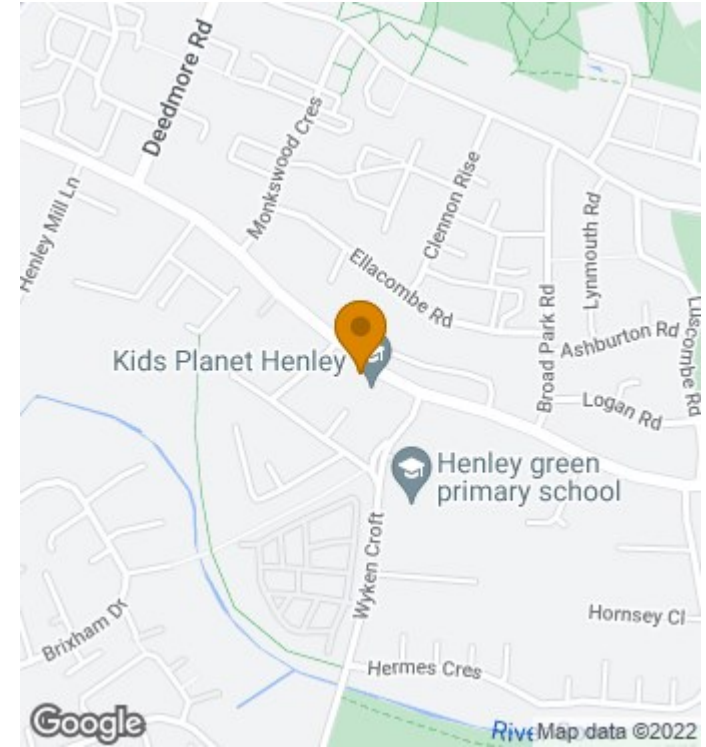 Deedmore Rd
Monkswood Cres
Henley Mill Ln
Clennon Rise
Ellacombe Rd
Lynmouth Rd
Broad Park Rd
Luscombe Rd
Ashburton Rd
Kids Planet Henley
Logan Rd
Henley green
primary school
Wyken Croft
Brixham Dr
Hornsey Cl
Hermes Cres
Google
Map data ©2022